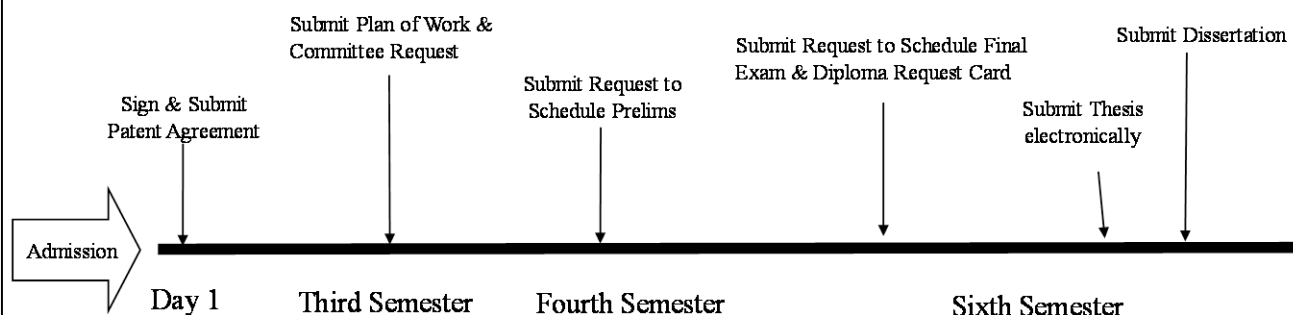 Submit Plan of Work &
Committee Request
Submit Request to Schedule Final
Exam & Diploma Request Card
Submit Dissertation
Submit Request to
Schedule Prelims
Sign & Submit
Patent Agreement
Submit Thesis
electronically
Admission
Day 1
Third Semester
Fourth Semester
Sixth Semester